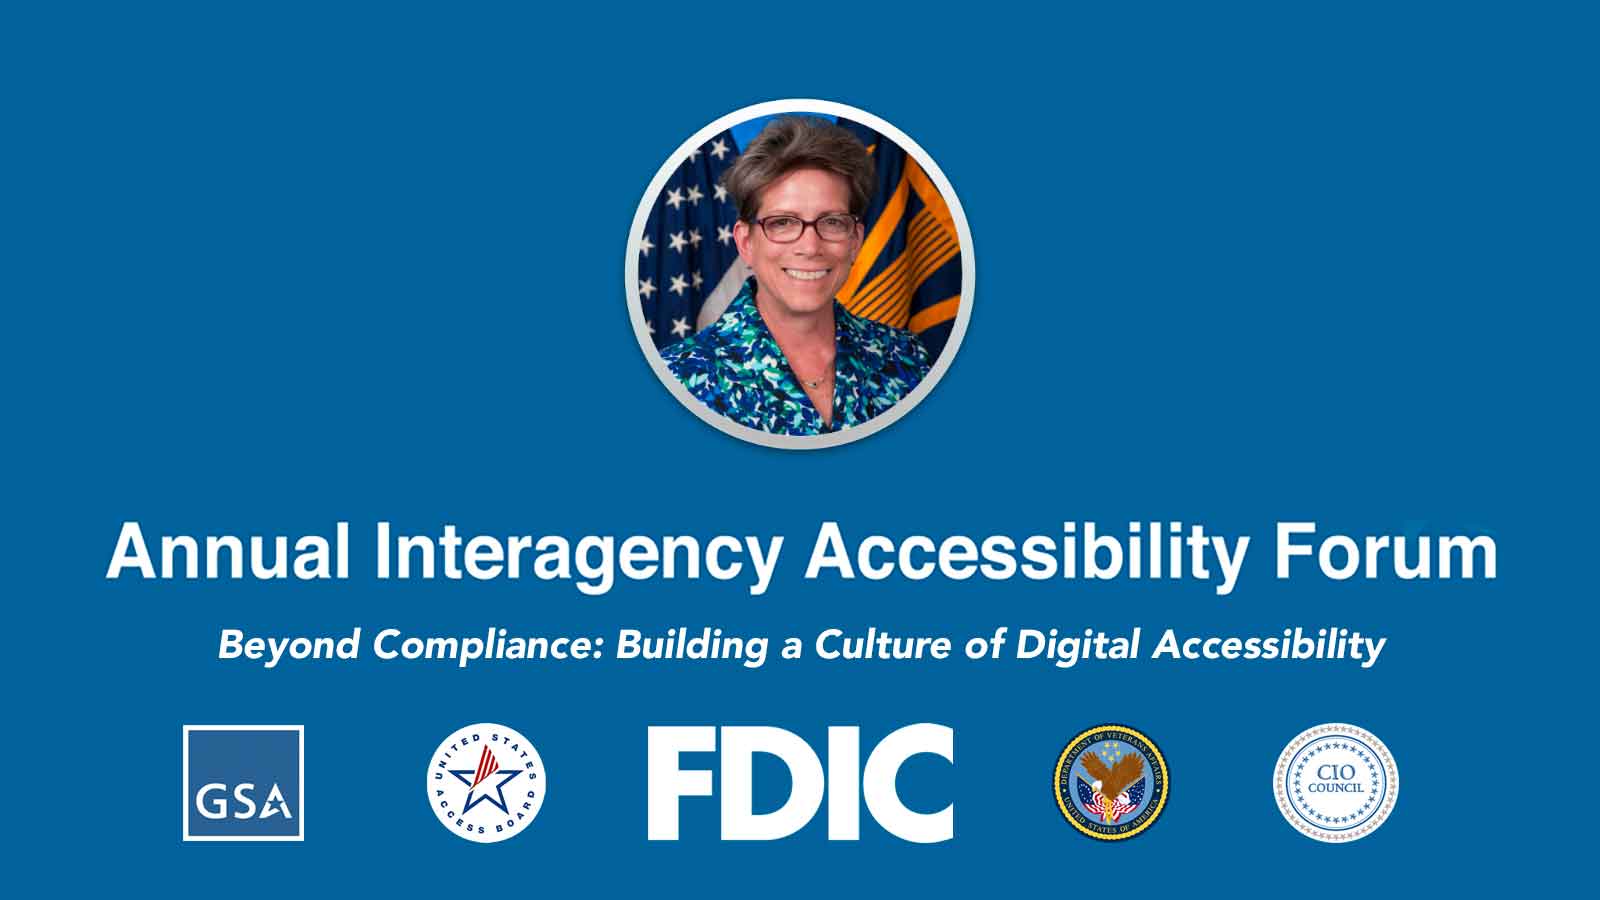 Annual Interagency Accessibility Forum
Beyond Compliance: Building a Culture of Digital Accessibility
GSA
UNITED STATES
ACCESS BOARD
FDIC
DEPARTMENT OF VETERANS AFFAIRS
UNITED STATES OF AMERICA
CIO
COUNCIL